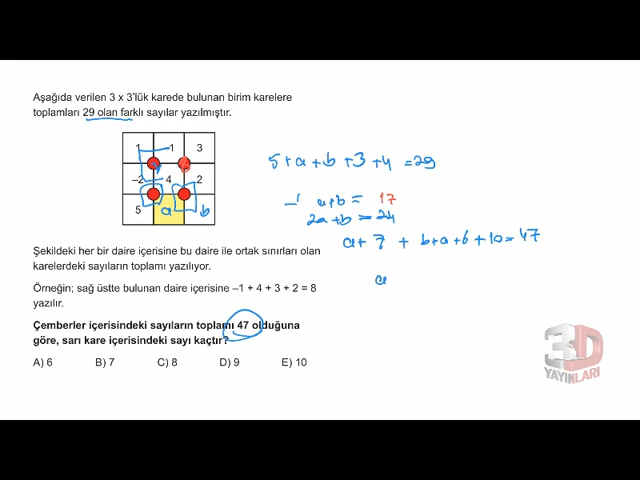 Aşağıda verilen 3 x 3'lük karede bulunan birim karelere
toplamları 29 olan farklı sayılar yazılmıştır.
1 -1 3
-2 4 2
5 a b
5+a+b+3+4=29
a+b = 17
2a+b = 24
a+7 + b+a+6+10=47
a
Şekildeki her bir daire içerisine bu daire ile ortak sınırları olan
karelerdeki sayıların toplamı yazılıyor.
Örneğin; sağ üstte bulunan daire içerisine –1 + 4 + 3 + 2 = 8
yazılır.
Çemberler içerisindeki sayıların toplamı 47 olduğuna
göre, sarı kare içerisindeki sayı kaçtır?
A) 6 B) 7 C) 8 D) 9 E) 10
3D
YAYINLARI